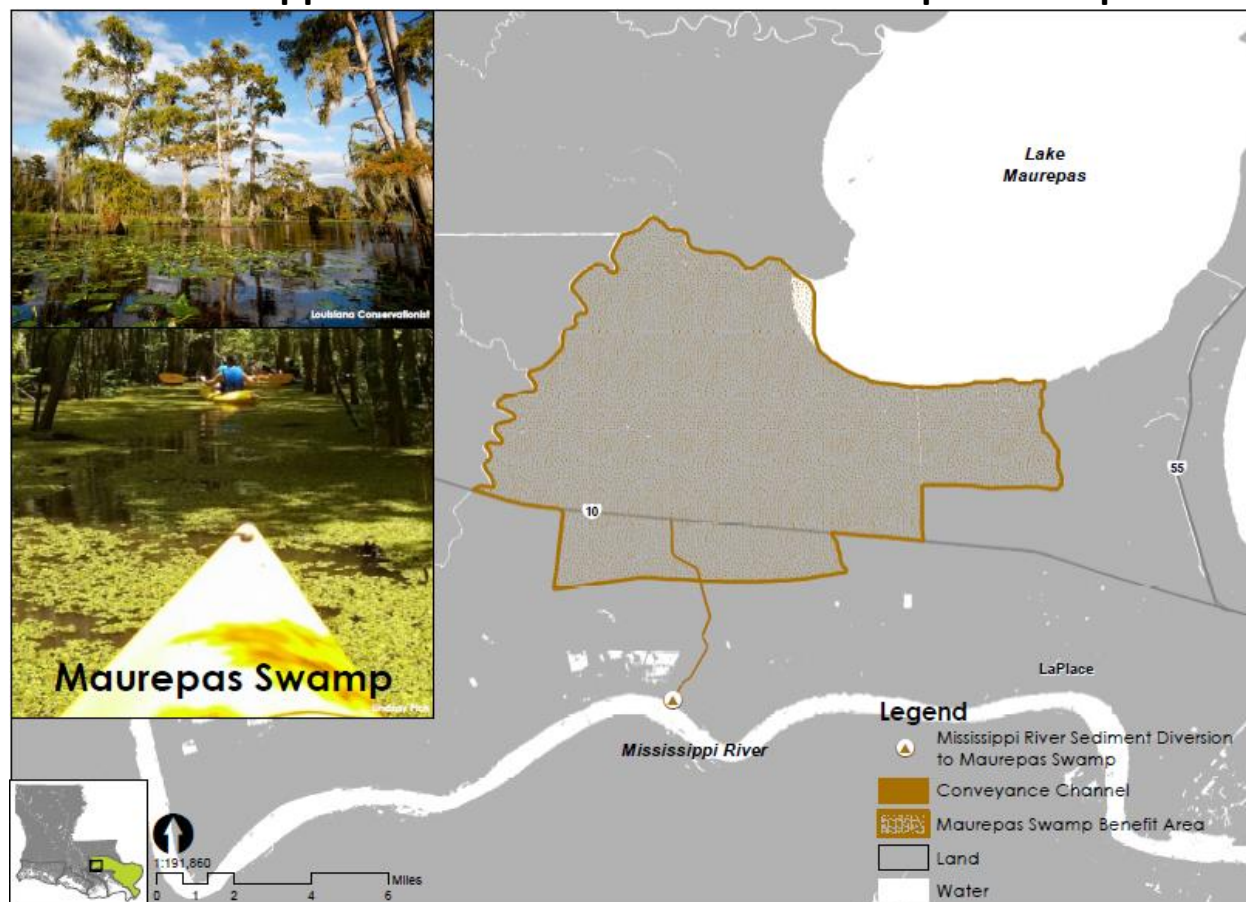 Louisiana Conservationist
Maurepas Swamp
Lake
Maurepas
55
10
LaPlace
Mississippi River
Legend
Mississippi River Sediment Diversion
to Maurepas Swamp
Conveyance Channel
Maurepas Swamp Benefit Area
Land
Water
1:191,860
Miles
0 1 2 4 6